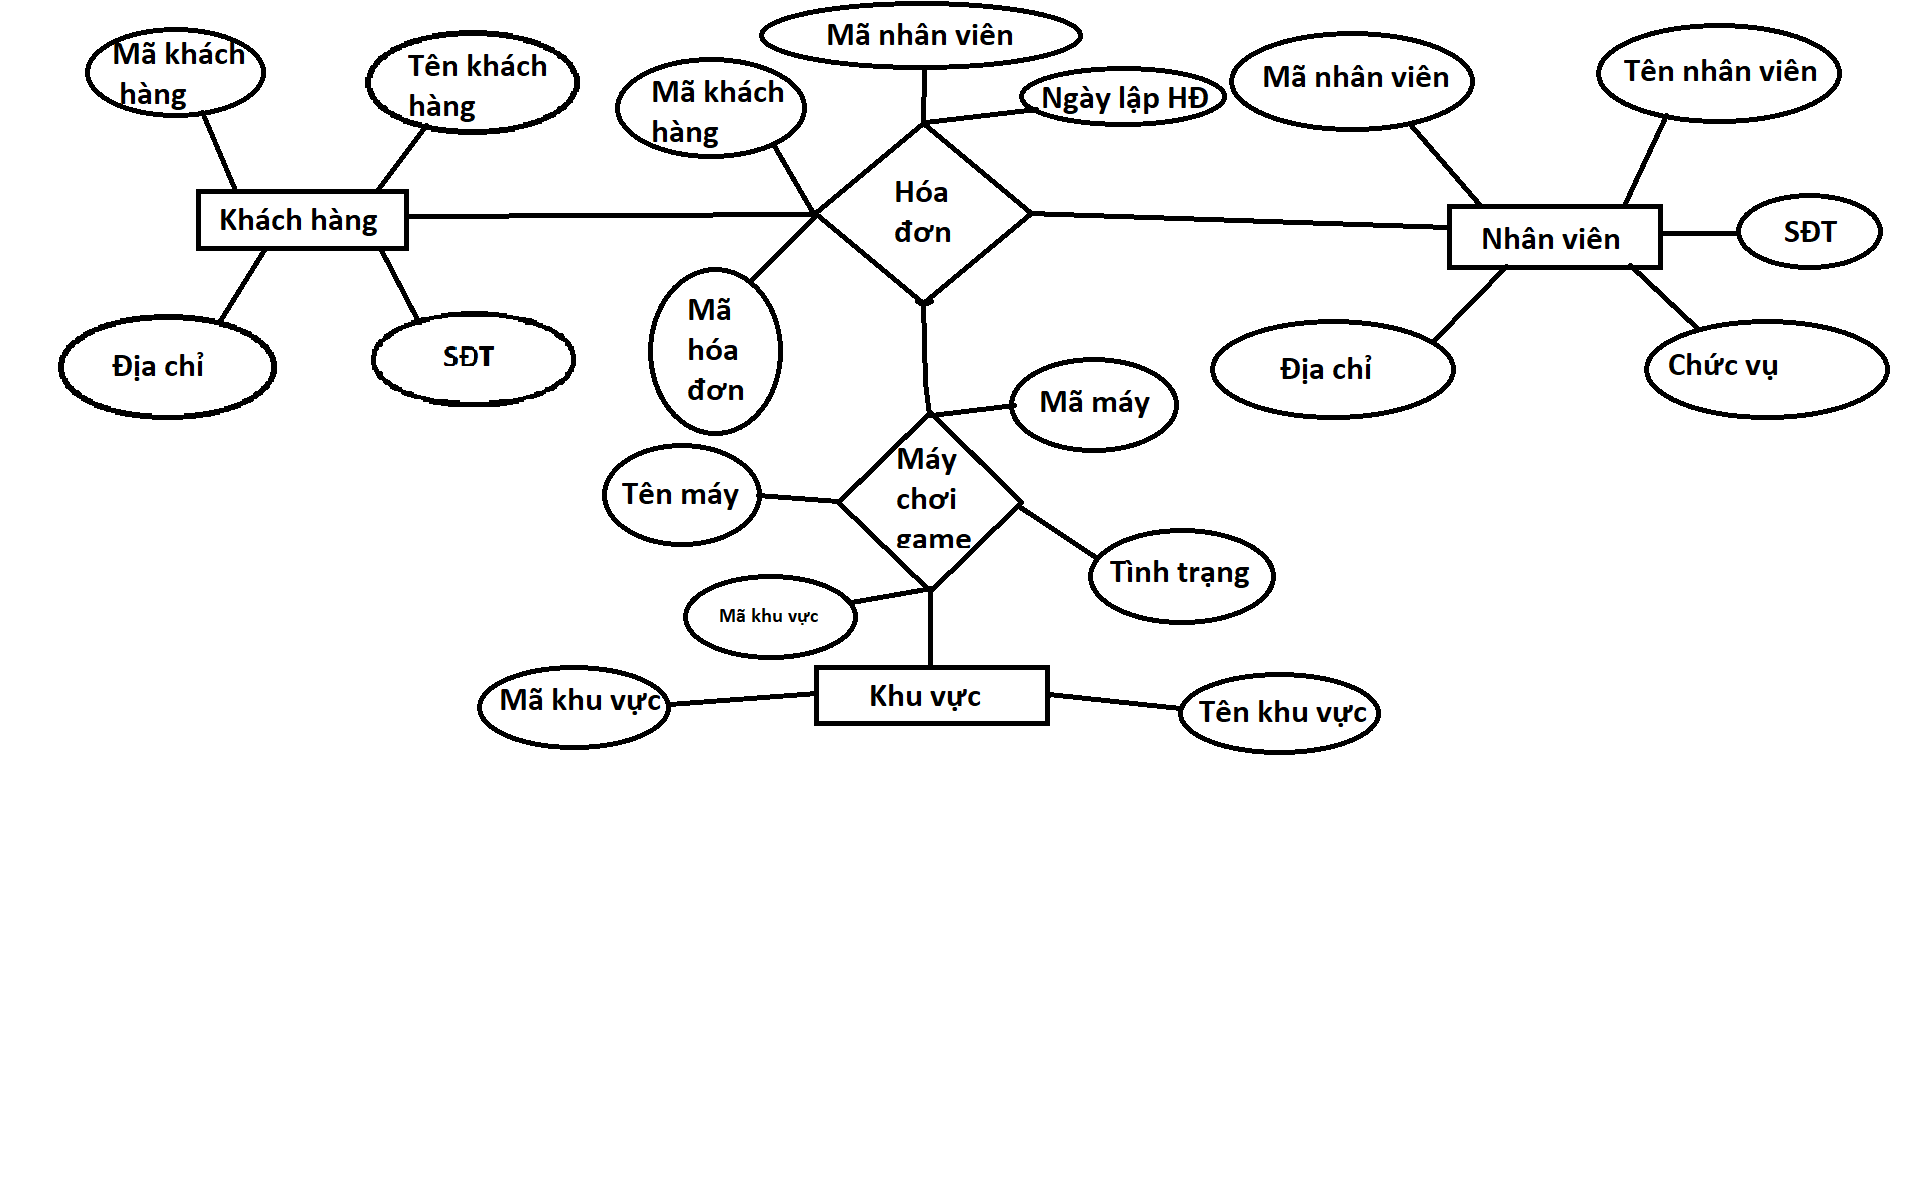 Mã khách
hàng
Tên khách
hàng
Mã nhân viên
Mã khách
hàng
Ngày lập HĐ
Mã nhân viên
Tên nhân viên
Khách hàng
Hóa
đơn
Nhân viên
SĐT
Địa chỉ
SĐT
Mã
hóa
đơn
Địa chỉ
Chức vụ
Mã máy
Tên máy
Máy
chơi
game
Tình trạng
Mã khu vực
Mã khu vực
Khu vực
Tên khu vực